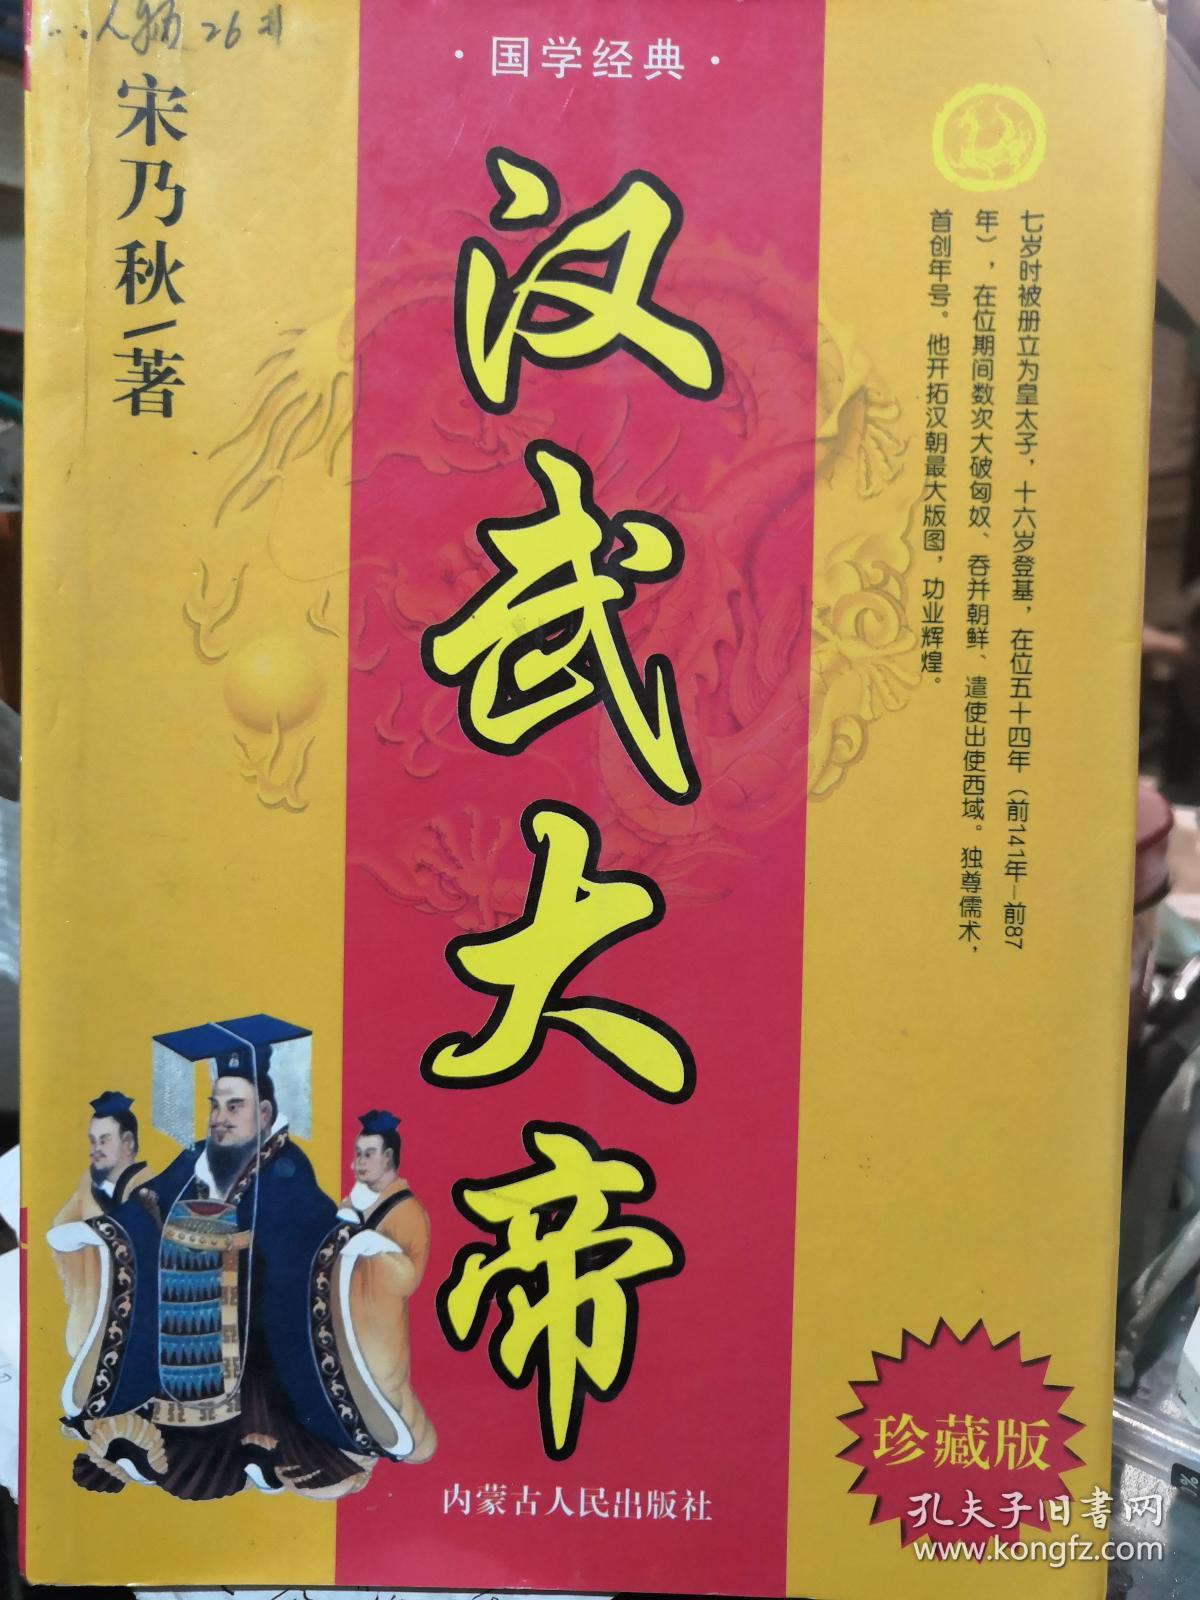 人物 26
·国学经典·
宋乃秋\著
汉武大帝
七岁时被册立为皇太子，十六岁登基，在位五十四年（前141年—前87
年），在位期间数次大破匈奴、吞并朝鲜、遣使出使西域。独尊儒术，
首创年号。他开拓汉朝最大版图，功业辉煌。
珍藏版
内蒙古人民出版社
孔夫子旧书网
www.kongfz.com
%